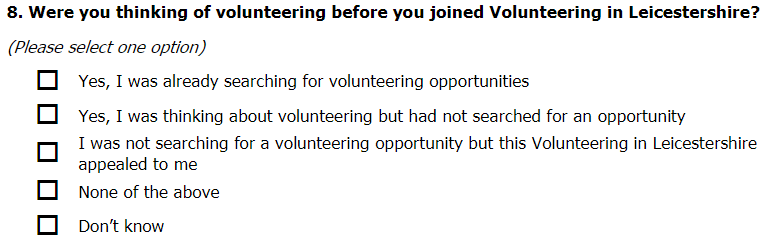 8. Were you thinking of volunteering before you joined Volunteering in Leicestershire?
(Please select one option)
Yes, I was already searching for volunteering opportunities
Yes, I was thinking about volunteering but had not searched for an opportunity
I was not searching for a volunteering opportunity but this Volunteering in Leicestershire
appealed to me
None of the above
Don’t know